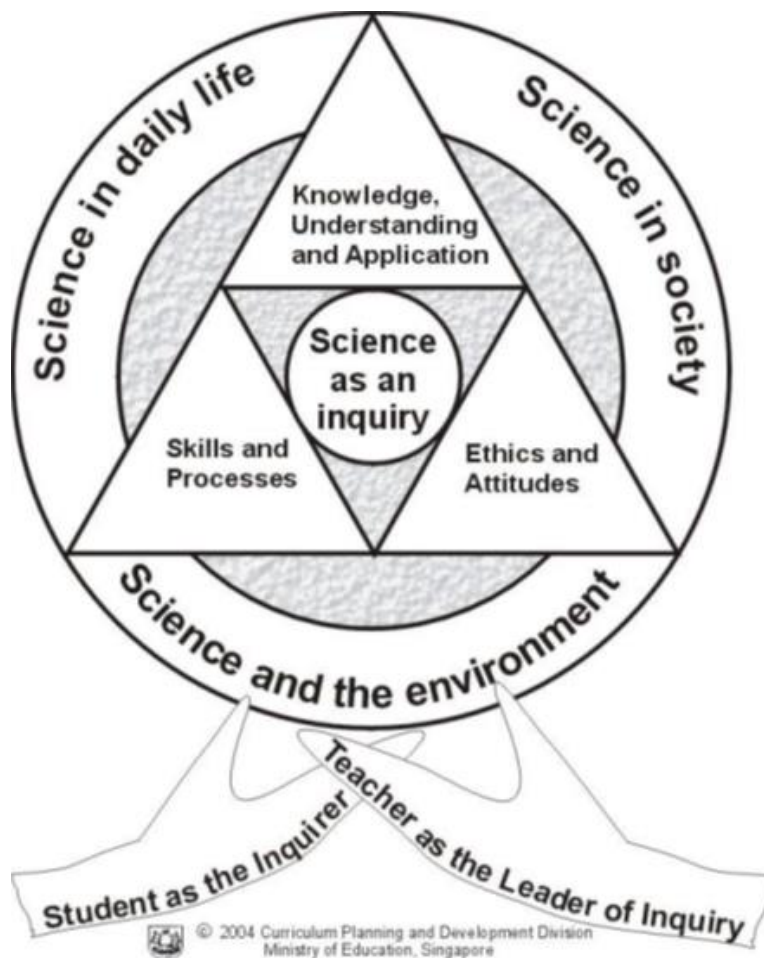 Science in daily life
Science in society
Knowledge,
Understanding
and Application
Science
as an
inquiry
Skills and
Processes
Ethics and
Attitudes
Science and the environment
Student as the Inquirer
Teacher as the Leader of Inquiry
© 2004 Curriculum Planning and Development Division
Ministry of Education, Singapore